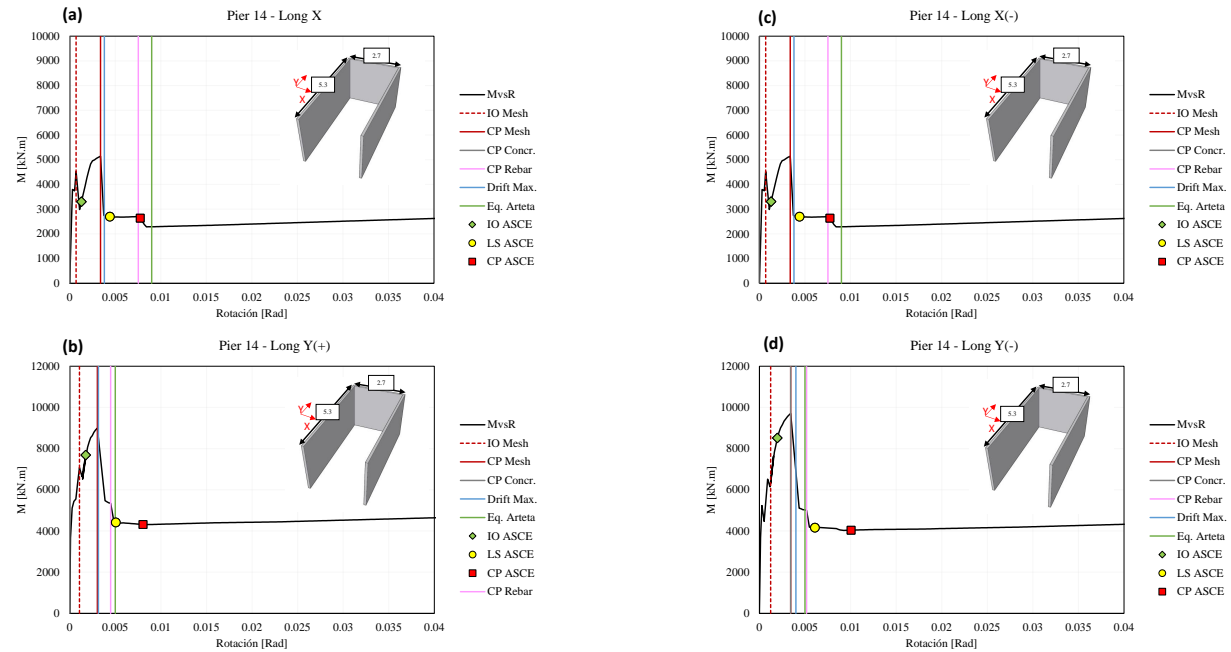 (a)
Pier 14 - Long X
10000
9000
8000
7000
6000
5000
4000
3000
2000
1000
0
M [kN.m]
0 0.005 0.01 0.015 0.02 0.025 0.03 0.035 0.04
Rotación [Rad]
2.7
5.3
Y
X
MvsR
IO Mesh
CP Mesh
CP Concr.
CP Rebar
Drift Max.
Eq. Arteta
IO ASCE
LS ASCE
CP ASCE
(c)
Pier 14 - Long X(-)
10000
9000
8000
7000
6000
5000
4000
3000
2000
1000
0
M [kN.m]
0 0.005 0.01 0.015 0.02 0.025 0.03 0.035 0.04
Rotación [Rad]
2.7
5.3
Y
X
MvsR
IO Mesh
CP Mesh
CP Concr.
CP Rebar
Drift Max.
Eq. Arteta
IO ASCE
LS ASCE
CP ASCE
(b)
Pier 14 - Long Y(+)
12000
10000
8000
6000
4000
2000
0
M [kN.m]
0 0.005 0.01 0.015 0.02 0.025 0.03 0.035 0.04
Rotación [Rad]
2.7
5.3
Y
X
MvsR
IO Mesh
CP Mesh
CP Concr.
Drift Max.
Eq. Arteta
IO ASCE
LS ASCE
CP ASCE
CP Rebar
(d)
Pier 14 - Long Y(-)
12000
10000
8000
6000
4000
2000
0
M [kN.m]
0 0.005 0.01 0.015 0.02 0.025 0.03 0.035 0.04
Rotación [Rad]
2.7
5.3
Y
X
MvsR
IO Mesh
CP Mesh
CP Concr.
Drift Max.
CP Rebar
Eq. Arteta
IO ASCE
LS ASCE
CP ASCE